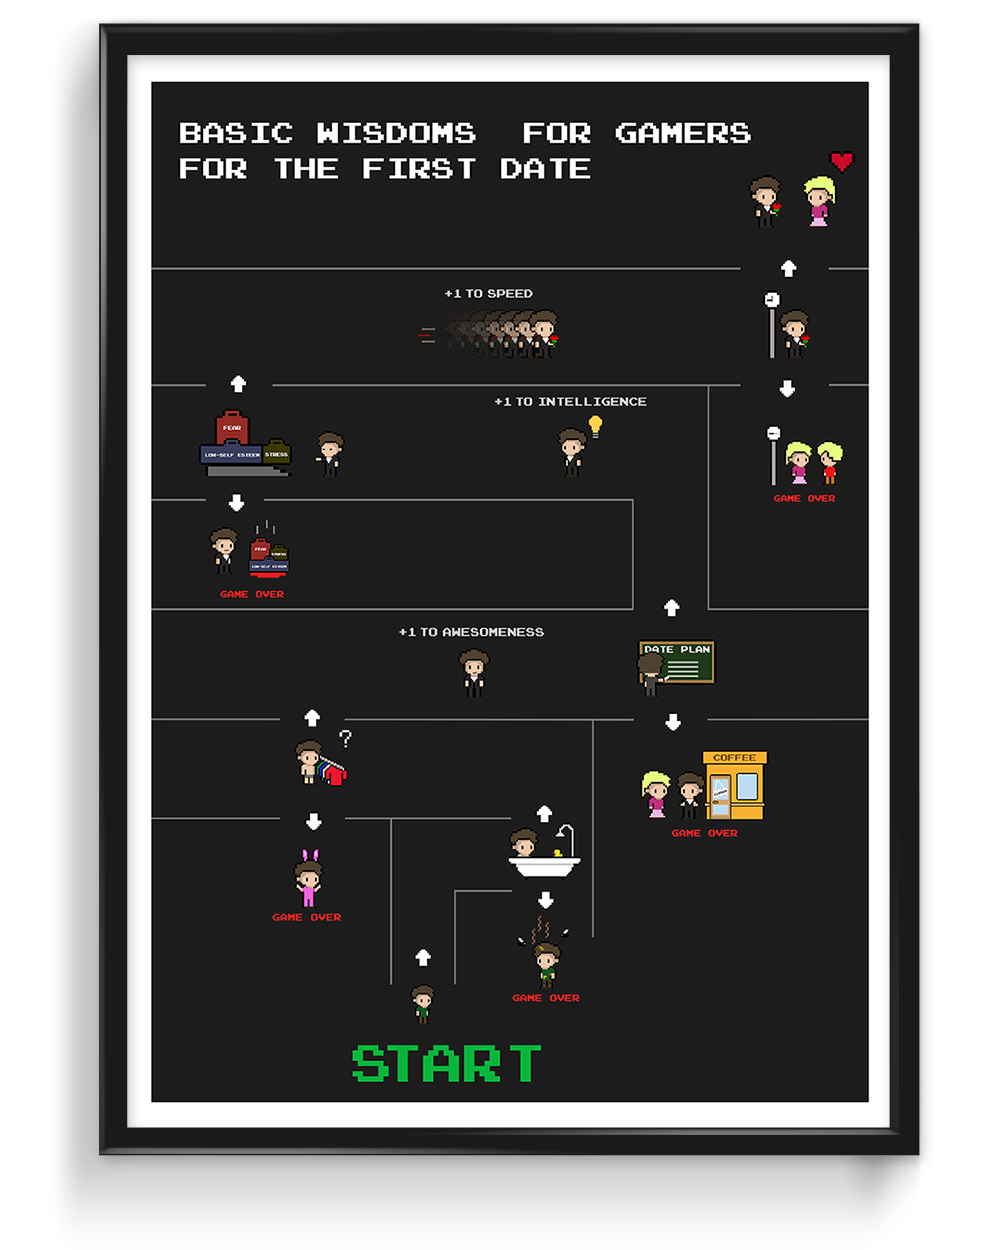 BASIC WISDOMS FOR GAMERS
FOR THE FIRST DATE
+1 TO SPEED
+1 TO INTELLIGENCE
FEAR
LOW-SELF ESTEEM
STRESS
GAME OVER
FEAR
STRESS
LOW-SELF ESTEEM
GAME OVER
+1 TO AWESOMENESS
DATE PLAN
?
COFFEE
CLOSED
GAME OVER
GAME OVER
GAME OVER
START